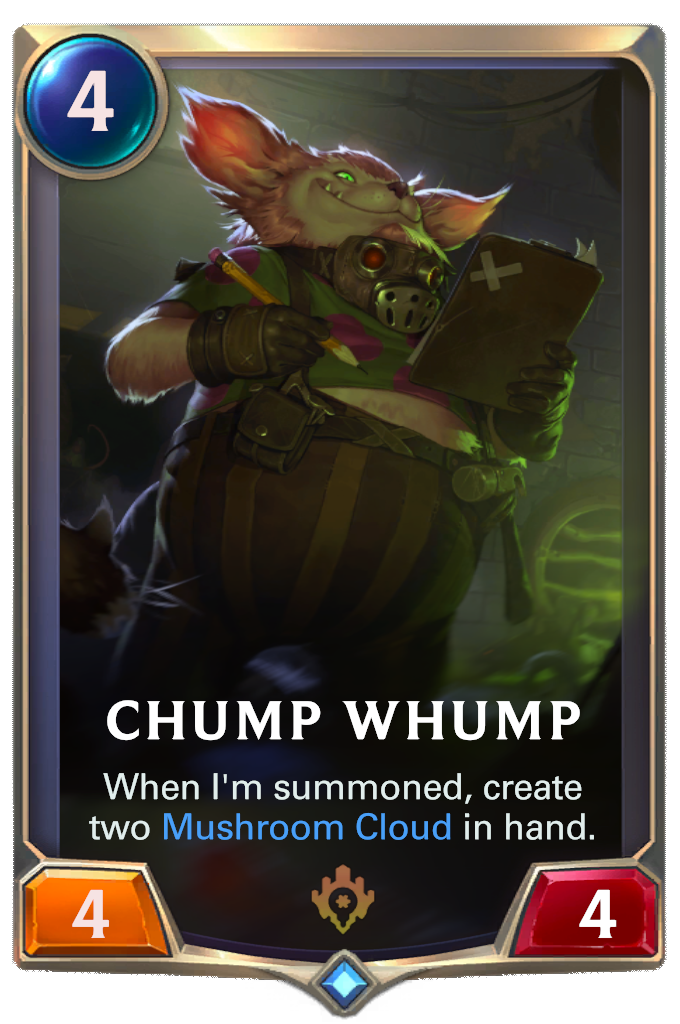 4
CHUMP WHUMP
When I'm summoned, create
two Mushroom Cloud in hand.
4 4